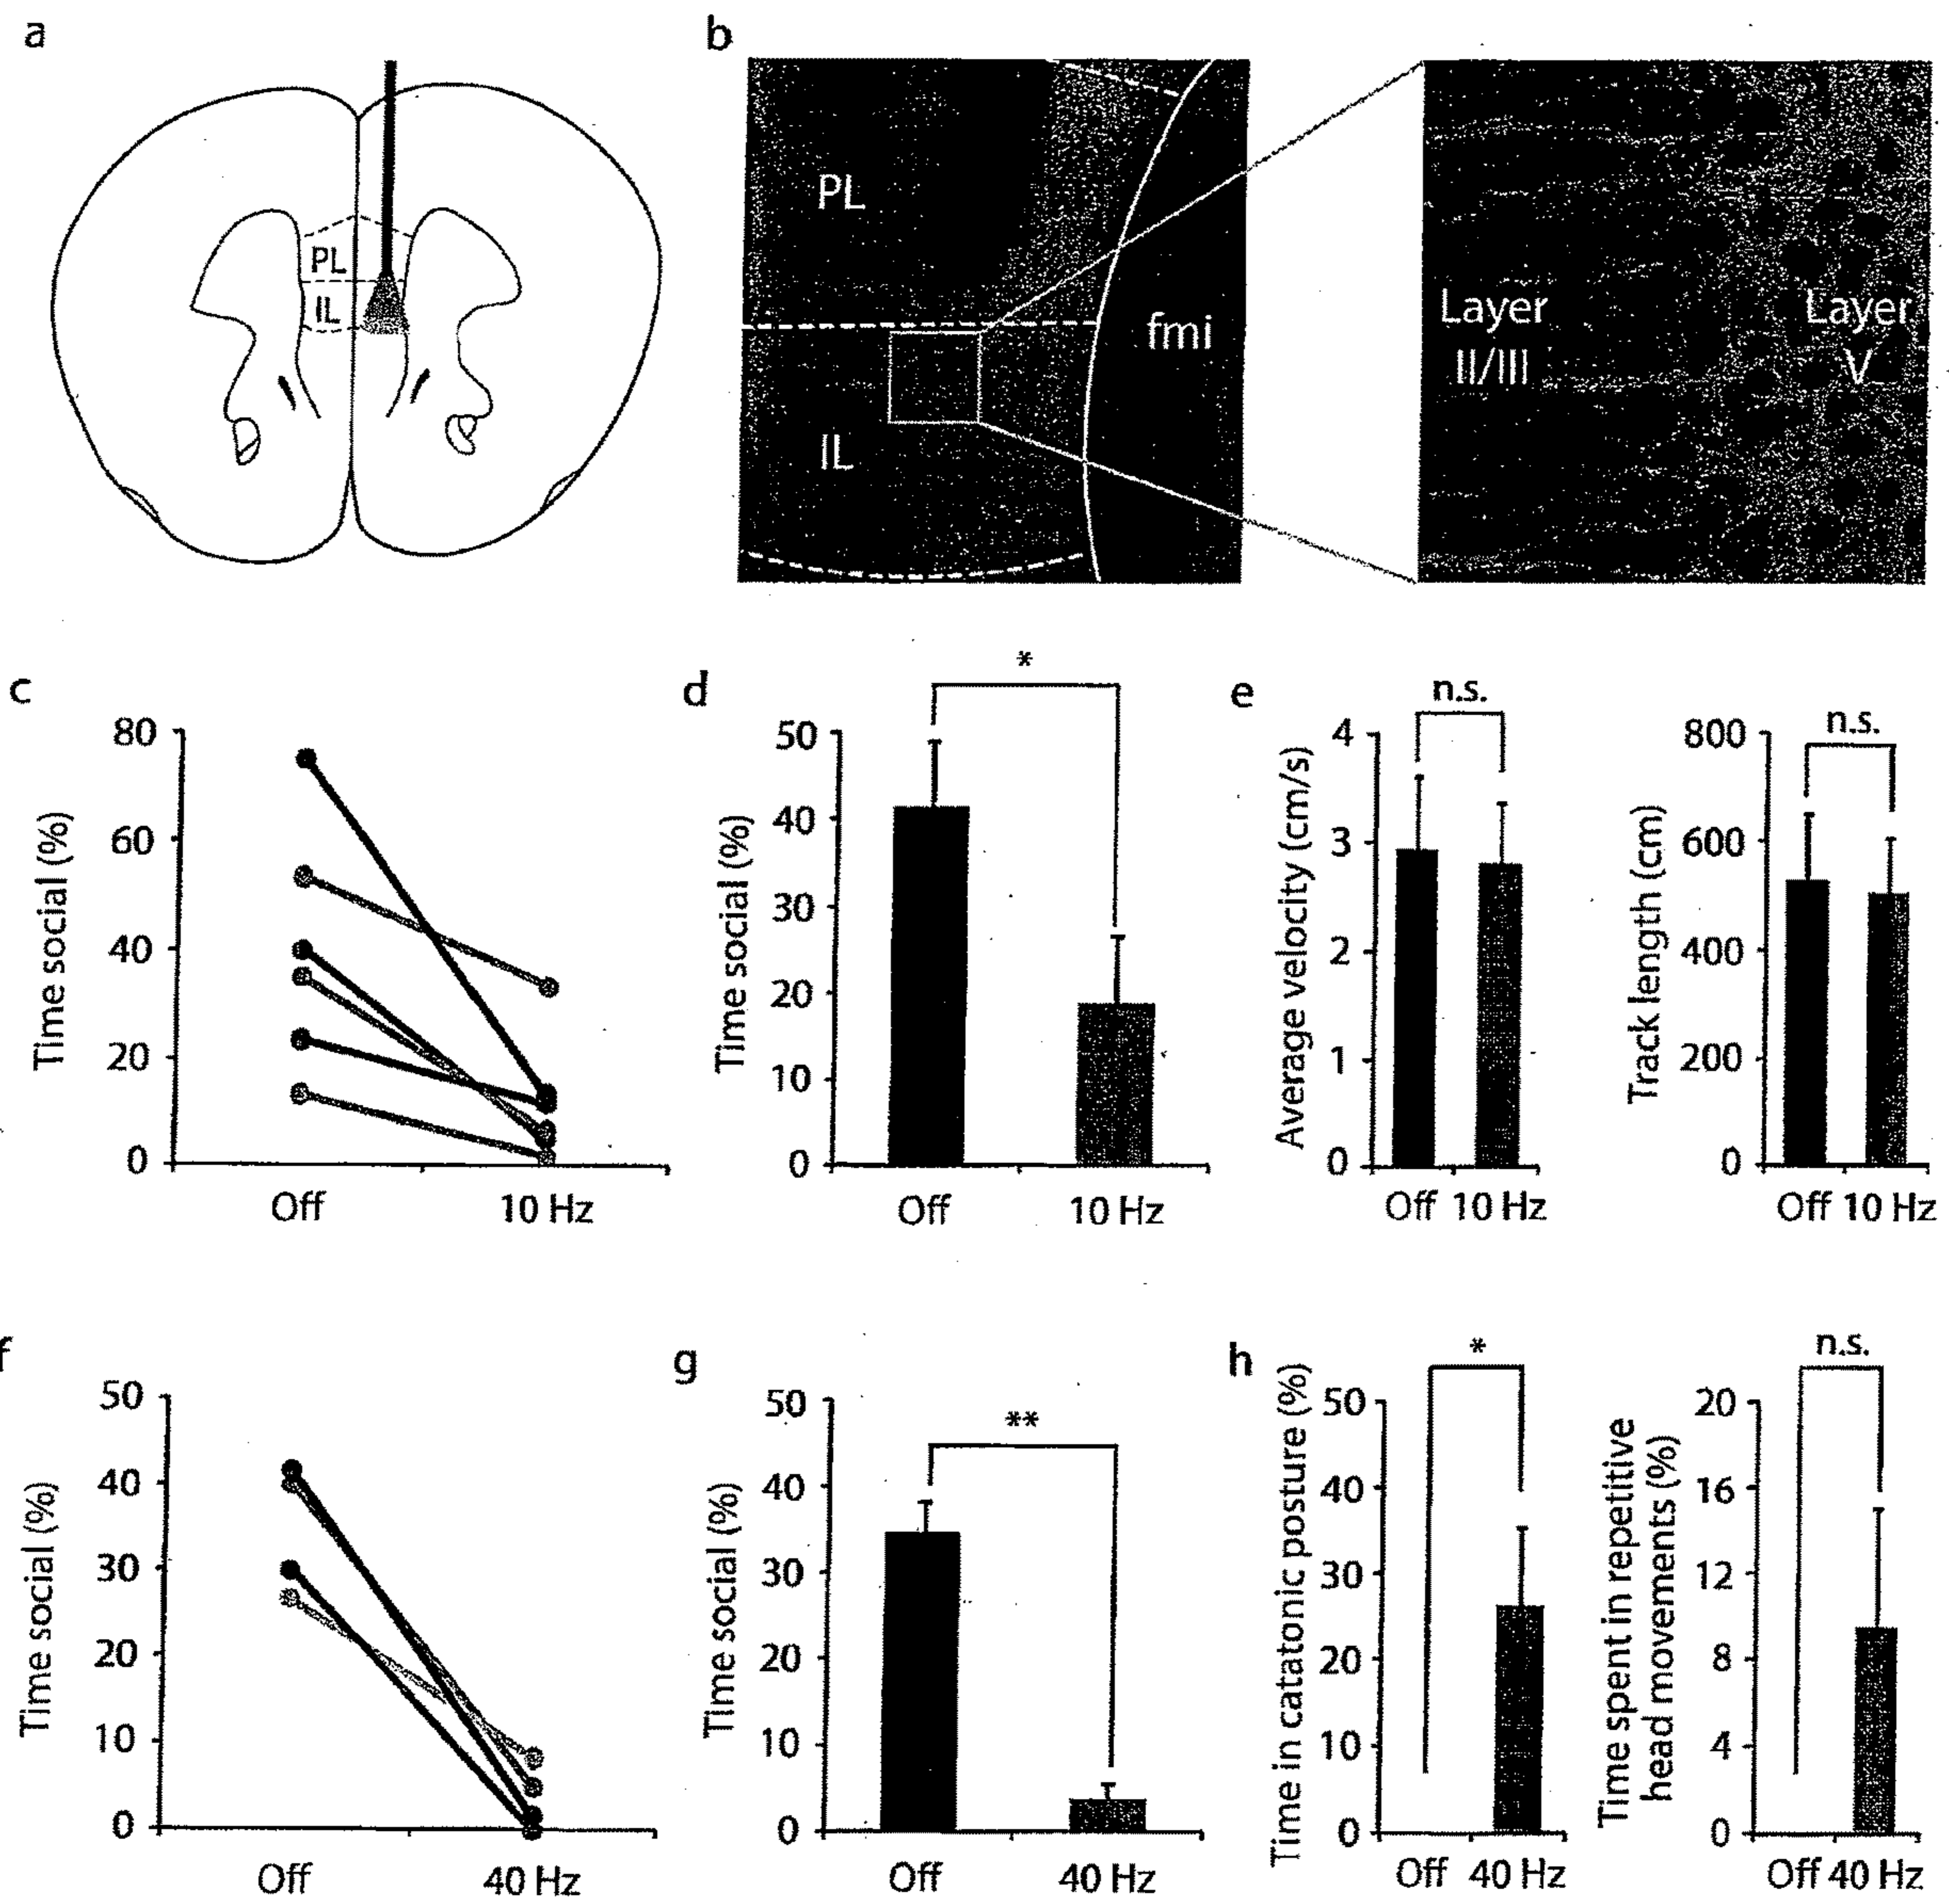 a
PL
IL
b
PL
IL
fmi
Layer
II/III
Layer
V
c
Time social (%)
80
60
40
20
0
Off
10 Hz
d
*
Time social (%)
50
40
30
20
10
0
Off
10 Hz
e
n.s.
Average velocity (cm/s)
4
3
2
1
0
Off 10 Hz
n.s.
Track length (cm)
800
600
400
200
0
Off 10 Hz
f
Time social (%)
50
40
30
20
10
0
Off
40 Hz
g
**
Time social (%)
50
40
30
20
10
0
Off
40 Hz
h
*
Time in catatonic posture (%)
50
40
30
20
10
0
Off 40 Hz
n.s.
Time spent in repetitive
head movements (%)
20
16
12
8
4
0
Off 40 Hz